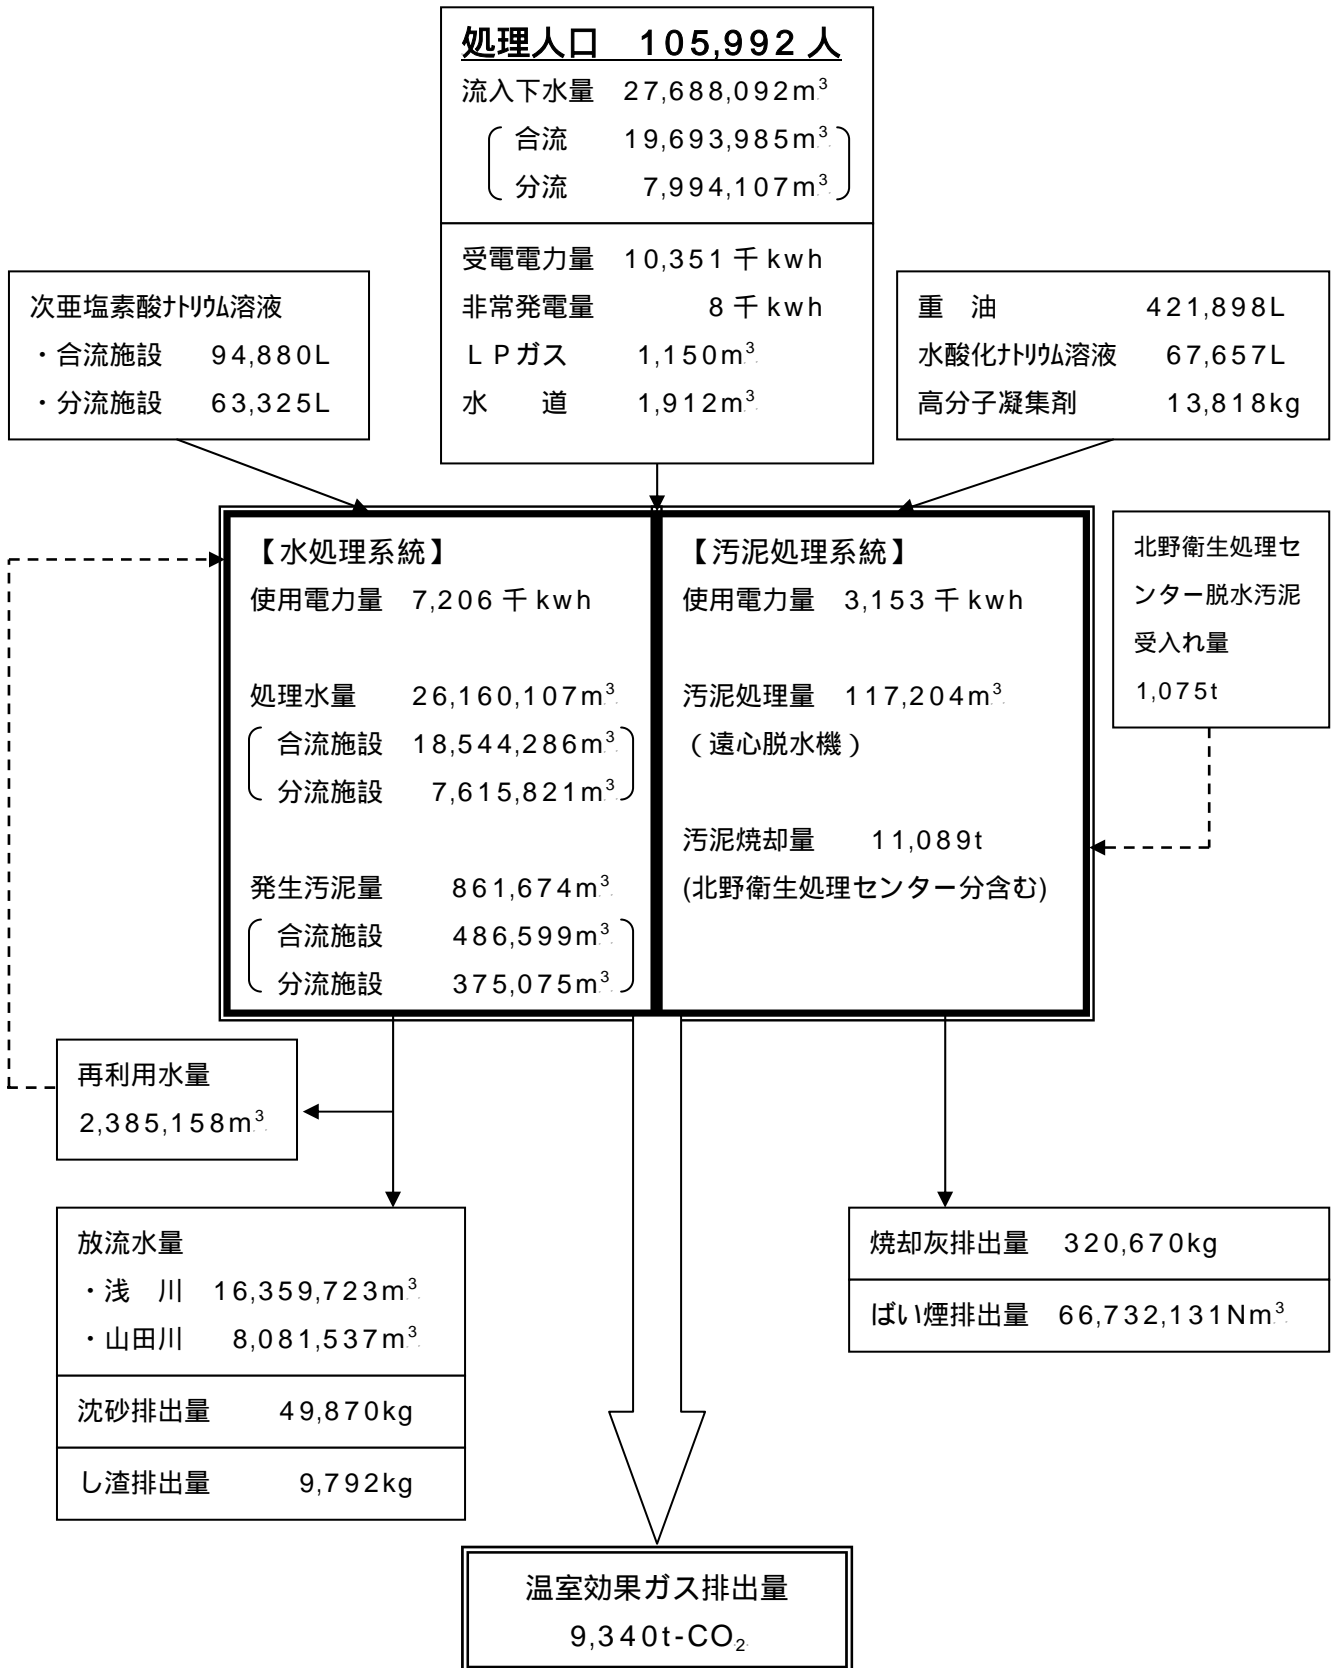 処理人口　105,992人
流入下水量　27,688,092m³
合流　19,693,985m³
分流　7,994,107m³
受電電力量　10,351千kwh
非常発電量　8千kwh
ＬＰガス　1,150m³
水　道　1,912m³
次亜塩素酸ﾅﾄﾘｳﾑ溶液
・合流施設　94,880L
・分流施設　63,325L
重　油　421,898L
水酸化ﾅﾄﾘｳﾑ溶液　67,657L
高分子凝集剤　13,818kg
【水処理系統】
使用電力量　7,206千kwh
処理水量　26,160,107m³
合流施設　18,544,286m³
分流施設　7,615,821m³
発生汚泥量　861,674m³
合流施設　486,599m³
分流施設　375,075m³
【汚泥処理系統】
使用電力量　3,153千kwh
汚泥処理量　117,204m³
（遠心脱水機）
汚泥焼却量　11,089t
(北野衛生処理センター分含む)
北野衛生処理セ
ンター脱水汚泥
受入れ量
1,075t
再利用水量
2,385,158m³
放流水量
・浅　川　16,359,723m³
・山田川　8,081,537m³
沈砂排出量　49,870kg
し渣排出量　9,792kg
焼却灰排出量　320,670kg
ばい煙排出量　66,732,131Nm³
温室効果ガス排出量
9,340t-CO₂